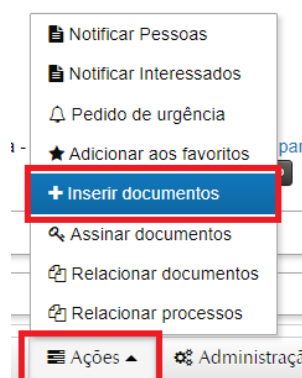 Notificar Pessoas
Notificar Interessados
Pedido de urgência
Adicionar aos favoritos
Inserir documentos
Assinar documentos
Relacionar documentos
Relacionar processos
Ações